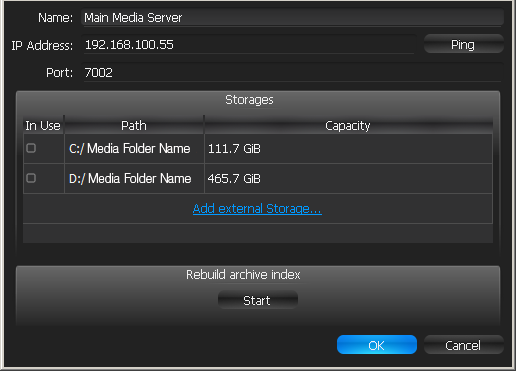 Name: Main Media Server
IP Address: 192.168.100.55 Ping
Port: 7002
Storages
In Use Path Capacity
C:/ Media Folder Name 111.7 GiB
D:/ Media Folder Name 465.7 GiB
Add external Storage...
Rebuild archive index
Start
OK Cancel